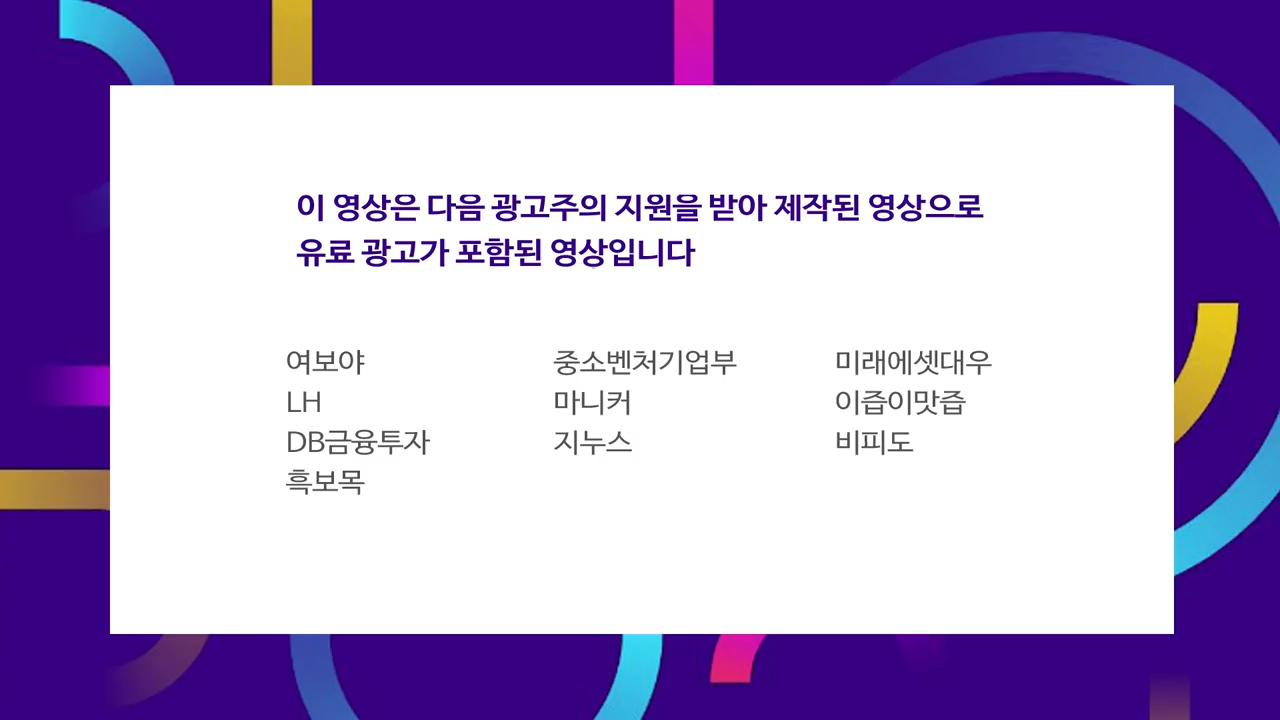 이 영상은 다음 광고주의 지원을 받아 제작된 영상으로
유료 광고가 포함된 영상입니다
여보야 중소벤처기업부 미래에셋대우
LH 마니커 이즙이맛즙
DB금융투자 지누스 비피도
흑보목